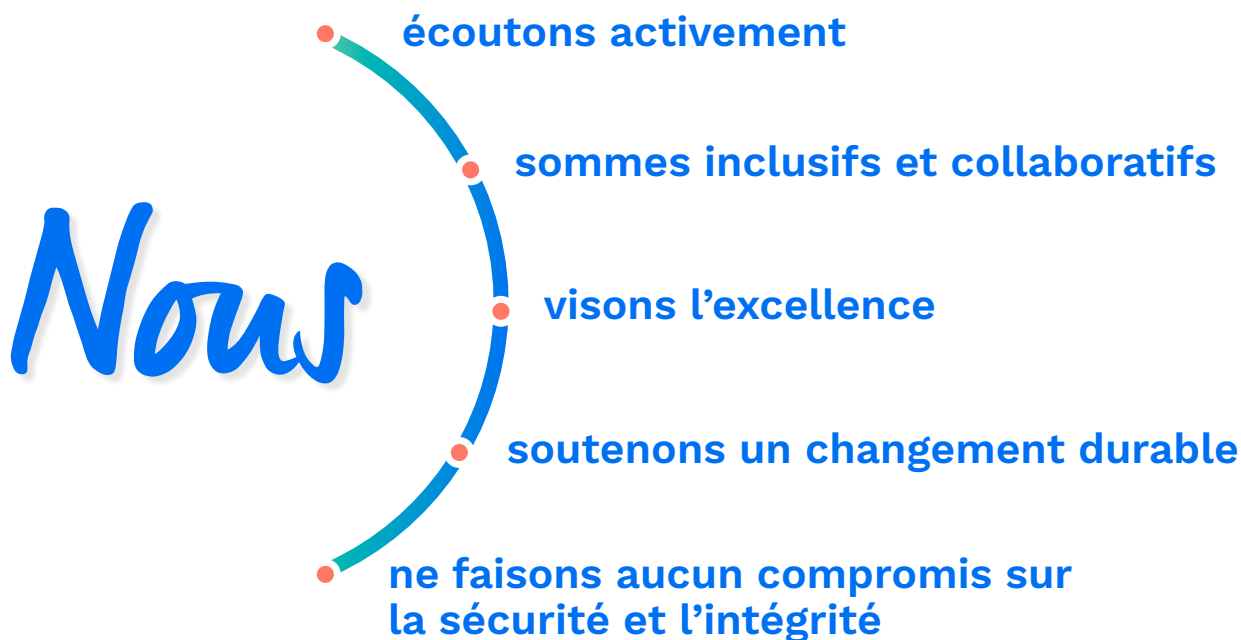 écoutons activement
sommes inclusifs et collaboratifs
Nous
visons l’excellence
soutenons un changement durable
ne faisons aucun compromis sur
la sécurité et l’intégrité